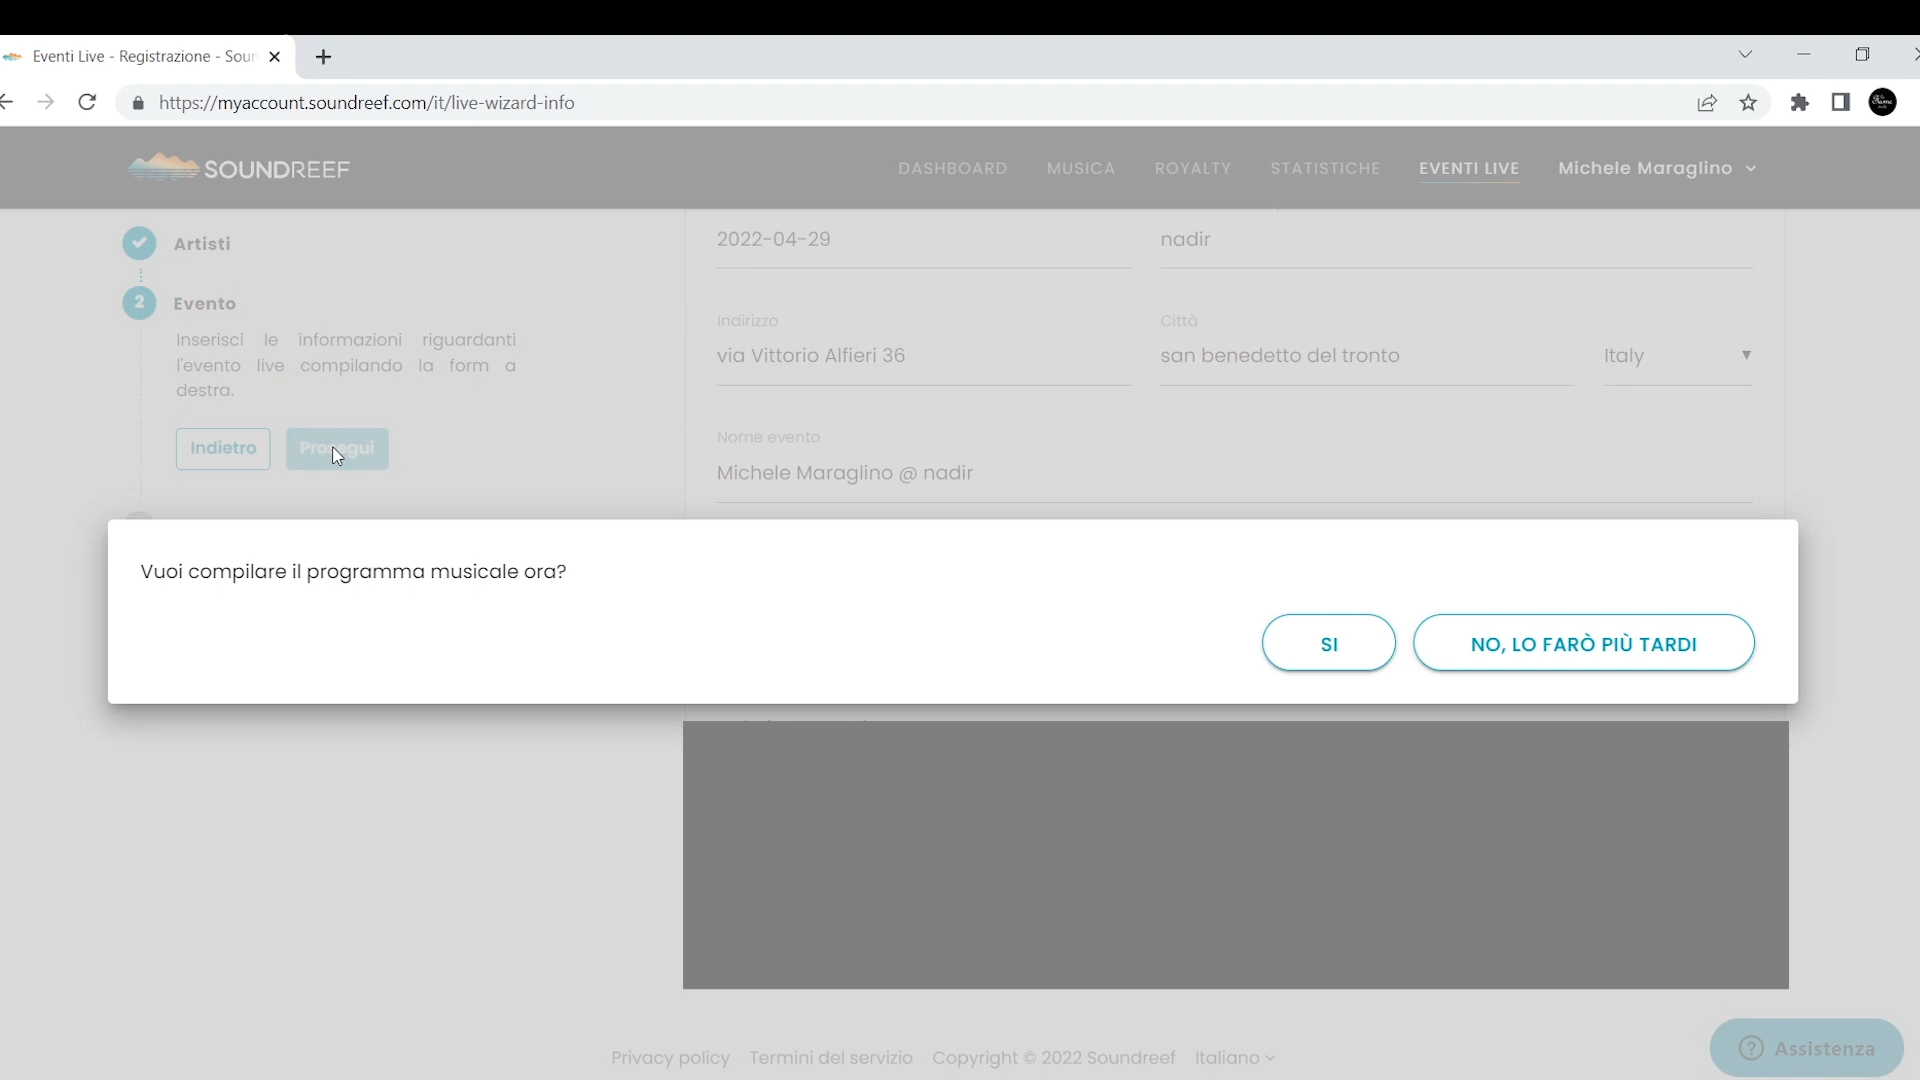 Eventi Live - Registrazione - Soun
https://myaccount.soundreef.com/it/live-wizard-info
SOUNDREEF
DASHBOARD
MUSICA
ROYALTY
STATISTICHE
EVENTI LIVE
Michele Maraglino
Artisti
2
Evento
Inserisci le informazioni riguardanti
l'evento live compilando la form a
destra.
Indietro
Prosegui
2022-04-29
nadir
Indirizzo
Città
via Vittorio Alfieri 36
san benedetto del tronto
Italy
Nome evento
Michele Maraglino @ nadir
Vuoi compilare il programma musicale ora?
SI
NO, LO FARÒ PIÙ TARDI
Privacy policy
Termini del servizio
Copyright © 2022 Soundreef
Italiano
? Assistenza